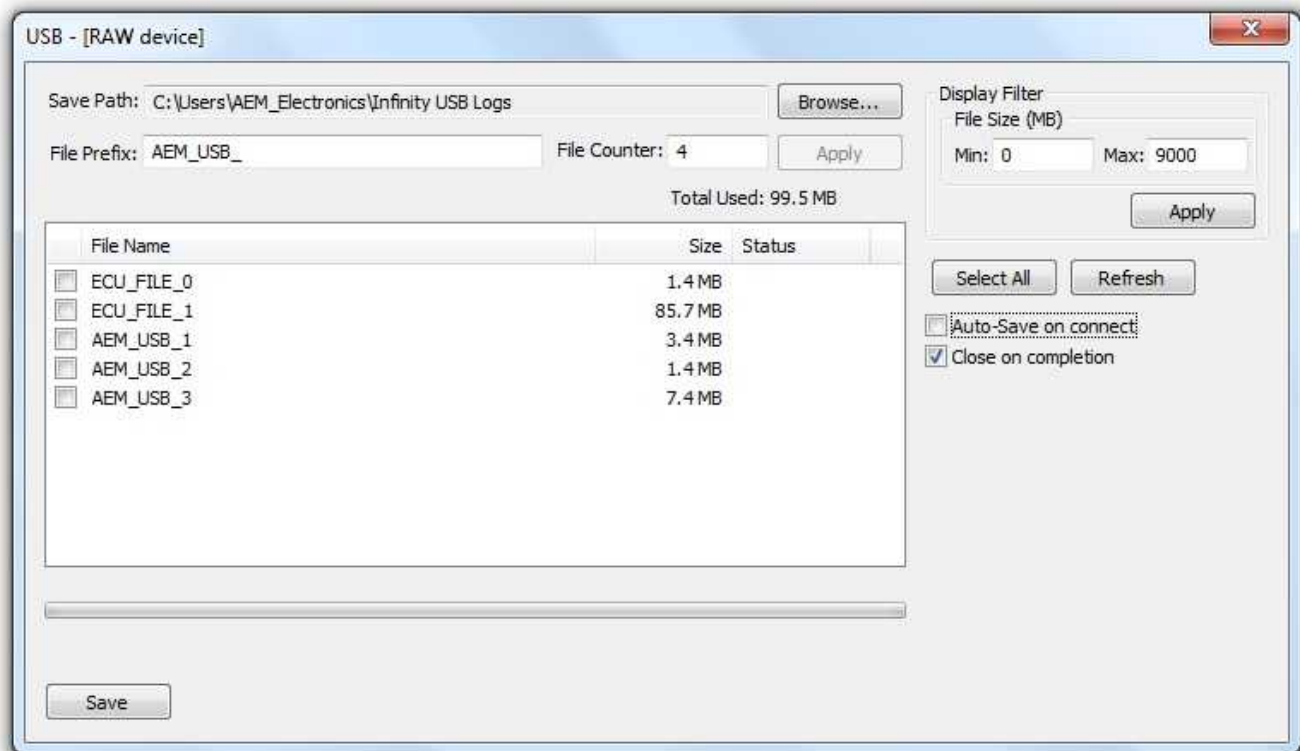 USB - [RAW device]
Save Path: C:\Users\AEM_Electronics\Infinity USB Logs Browse...
File Prefix: AEM_USB_ File Counter: 4 Apply
Total Used: 99.5 MB
File Name Size Status
ECU_FILE_0 1.4 MB
ECU_FILE_1 85.7 MB
AEM_USB_1 3.4 MB
AEM_USB_2 1.4 MB
AEM_USB_3 7.4 MB
Save
Display Filter
File Size (MB)
Min: 0 Max: 9000
Apply
Select All Refresh
Auto-Save on connect
Close on completion